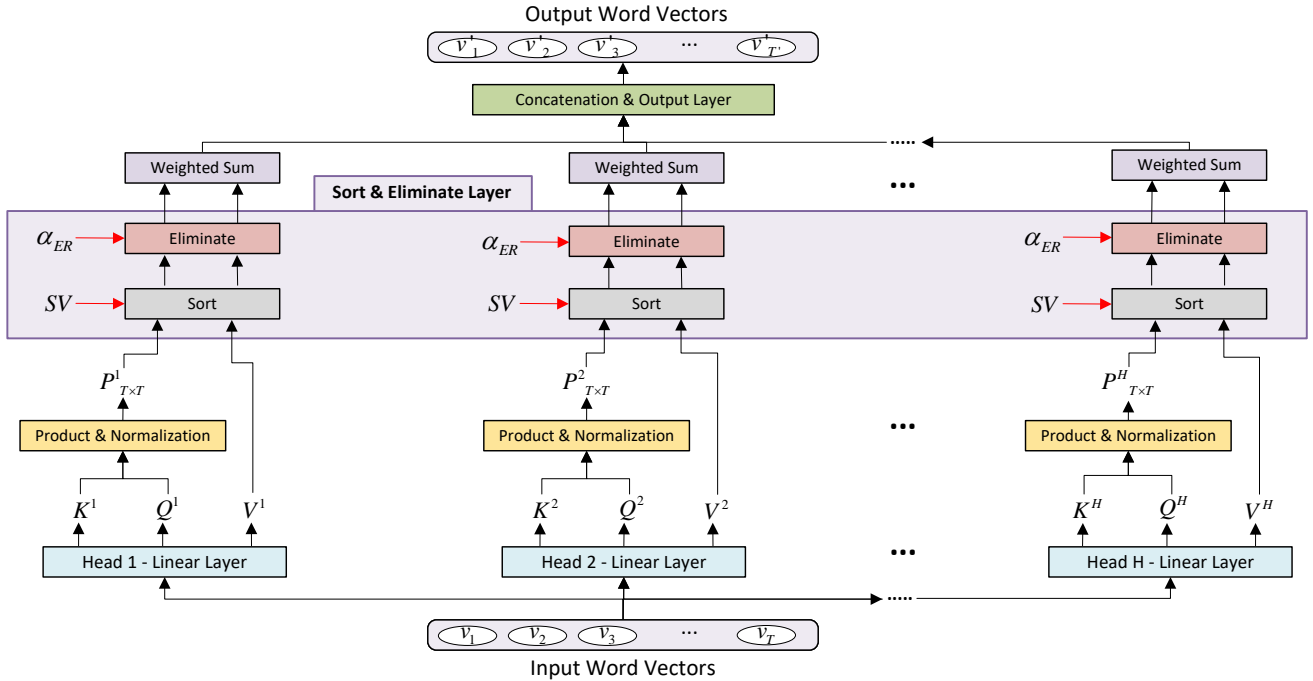 Output Word Vectors
v'1 v'2 v'3 ... v'T'
Concatenation & Output Layer
Weighted Sum Weighted Sum ..... Weighted Sum
...
Sort & Eliminate Layer
αER Eliminate αER Eliminate αER Eliminate
SV Sort SV Sort SV Sort
P¹T×T P²T×T PᴴT×T
Product & Normalization Product & Normalization ... Product & Normalization
K¹ Q¹ V¹ K² Q² V² Kᴴ Qᴴ Vᴴ
Head 1 - Linear Layer Head 2 - Linear Layer ... Head H - Linear Layer
.....
v1 v2 v3 ... vT
Input Word Vectors